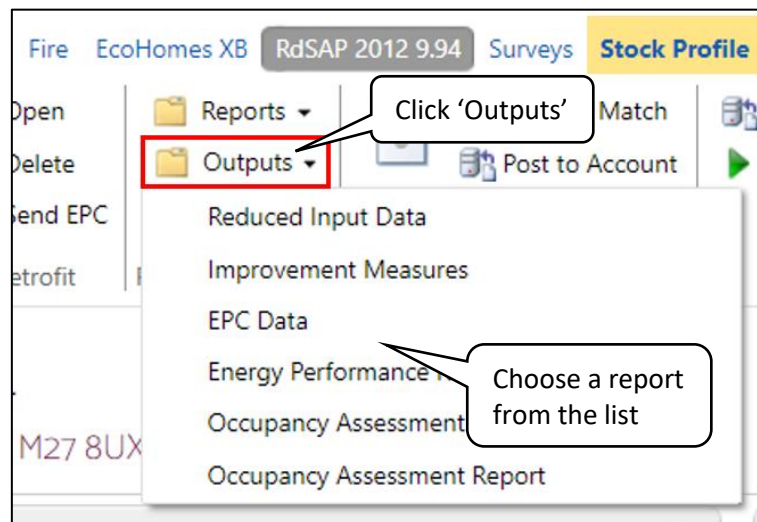 Fire EcoHomes XB RdSAP 2012 9.94 Surveys Stock Profile
Open Reports Click ‘Outputs’ Match
Delete Outputs Post to Account
Send EPC
Reduced Input Data
etrofit Improvement Measures
EPC Data
Energy Performance
Choose a report
from the list
Occupancy Assessment
M27 8UX
Occupancy Assessment Report